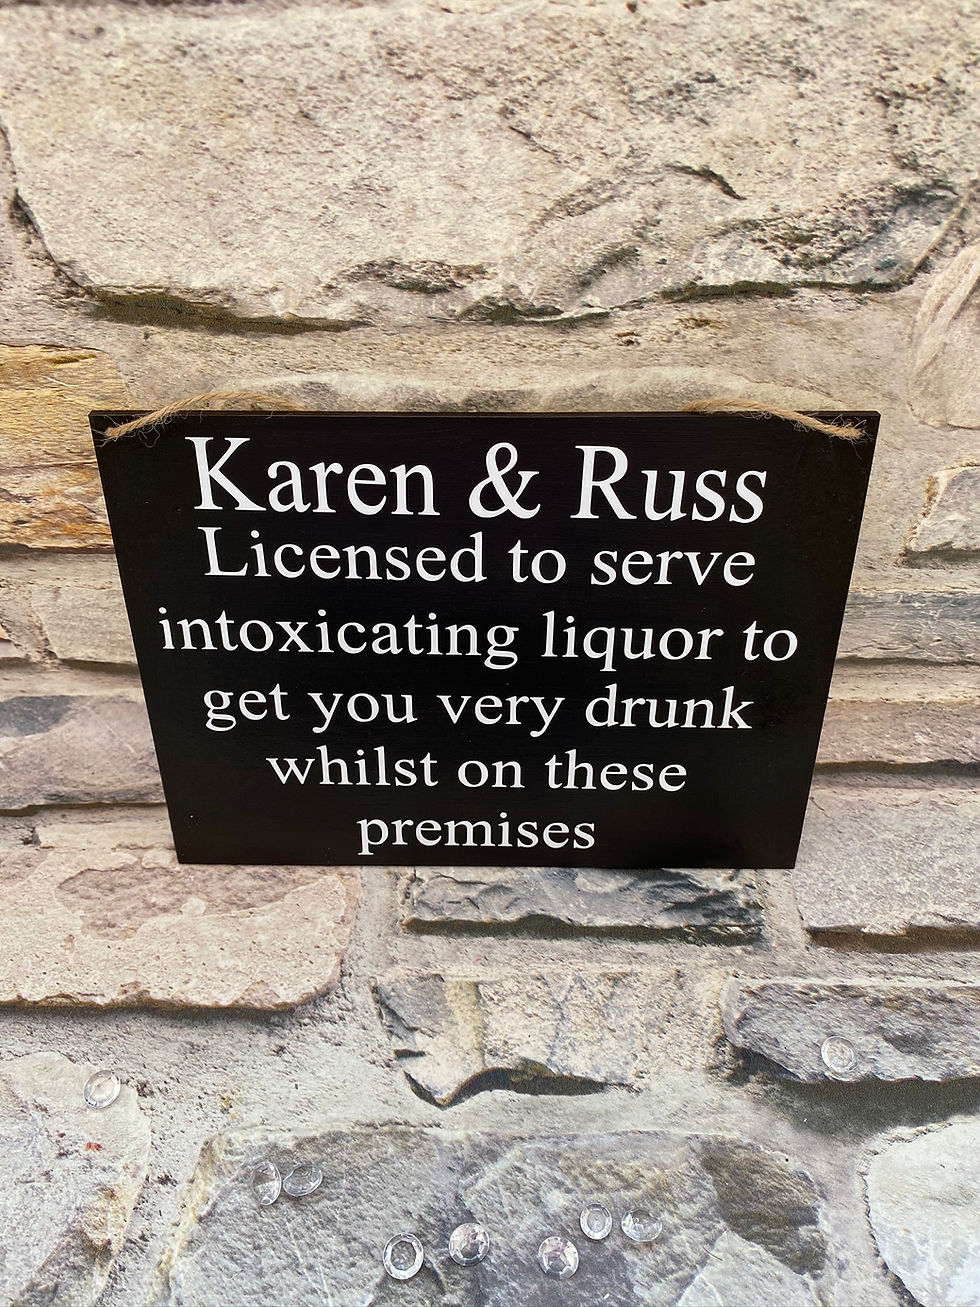 Karen & Russ
Licensed to serve
intoxicating liquor to
get you very drunk
whilst on these
premises